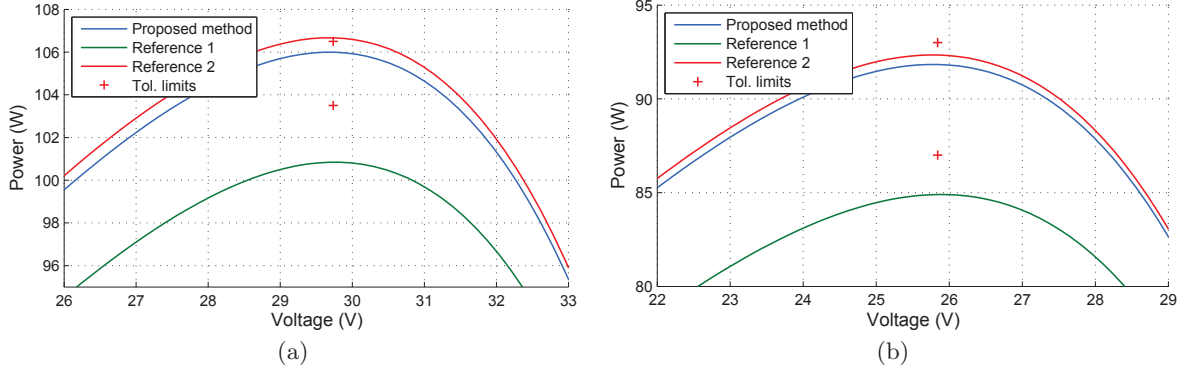 108
106
104
102
100
98
96
Power (W)
Proposed method
Reference 1
Reference 2
Tol. limits
26 27 28 29 30 31 32 33
Voltage (V)
(a)
95
90
85
80
Power (W)
Proposed method
Reference 1
Reference 2
Tol. limits
22 23 24 25 26 27 28 29
Voltage (V)
(b)